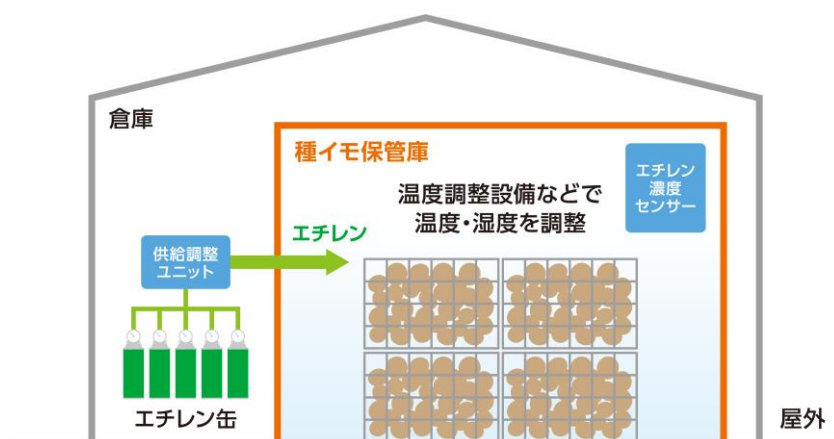 倉庫
種イモ保管庫
エチレン
濃度
センサー
温度調整設備などで
温度・湿度を調整
エチレン
供給調整
ユニット
エチレン缶
屋外